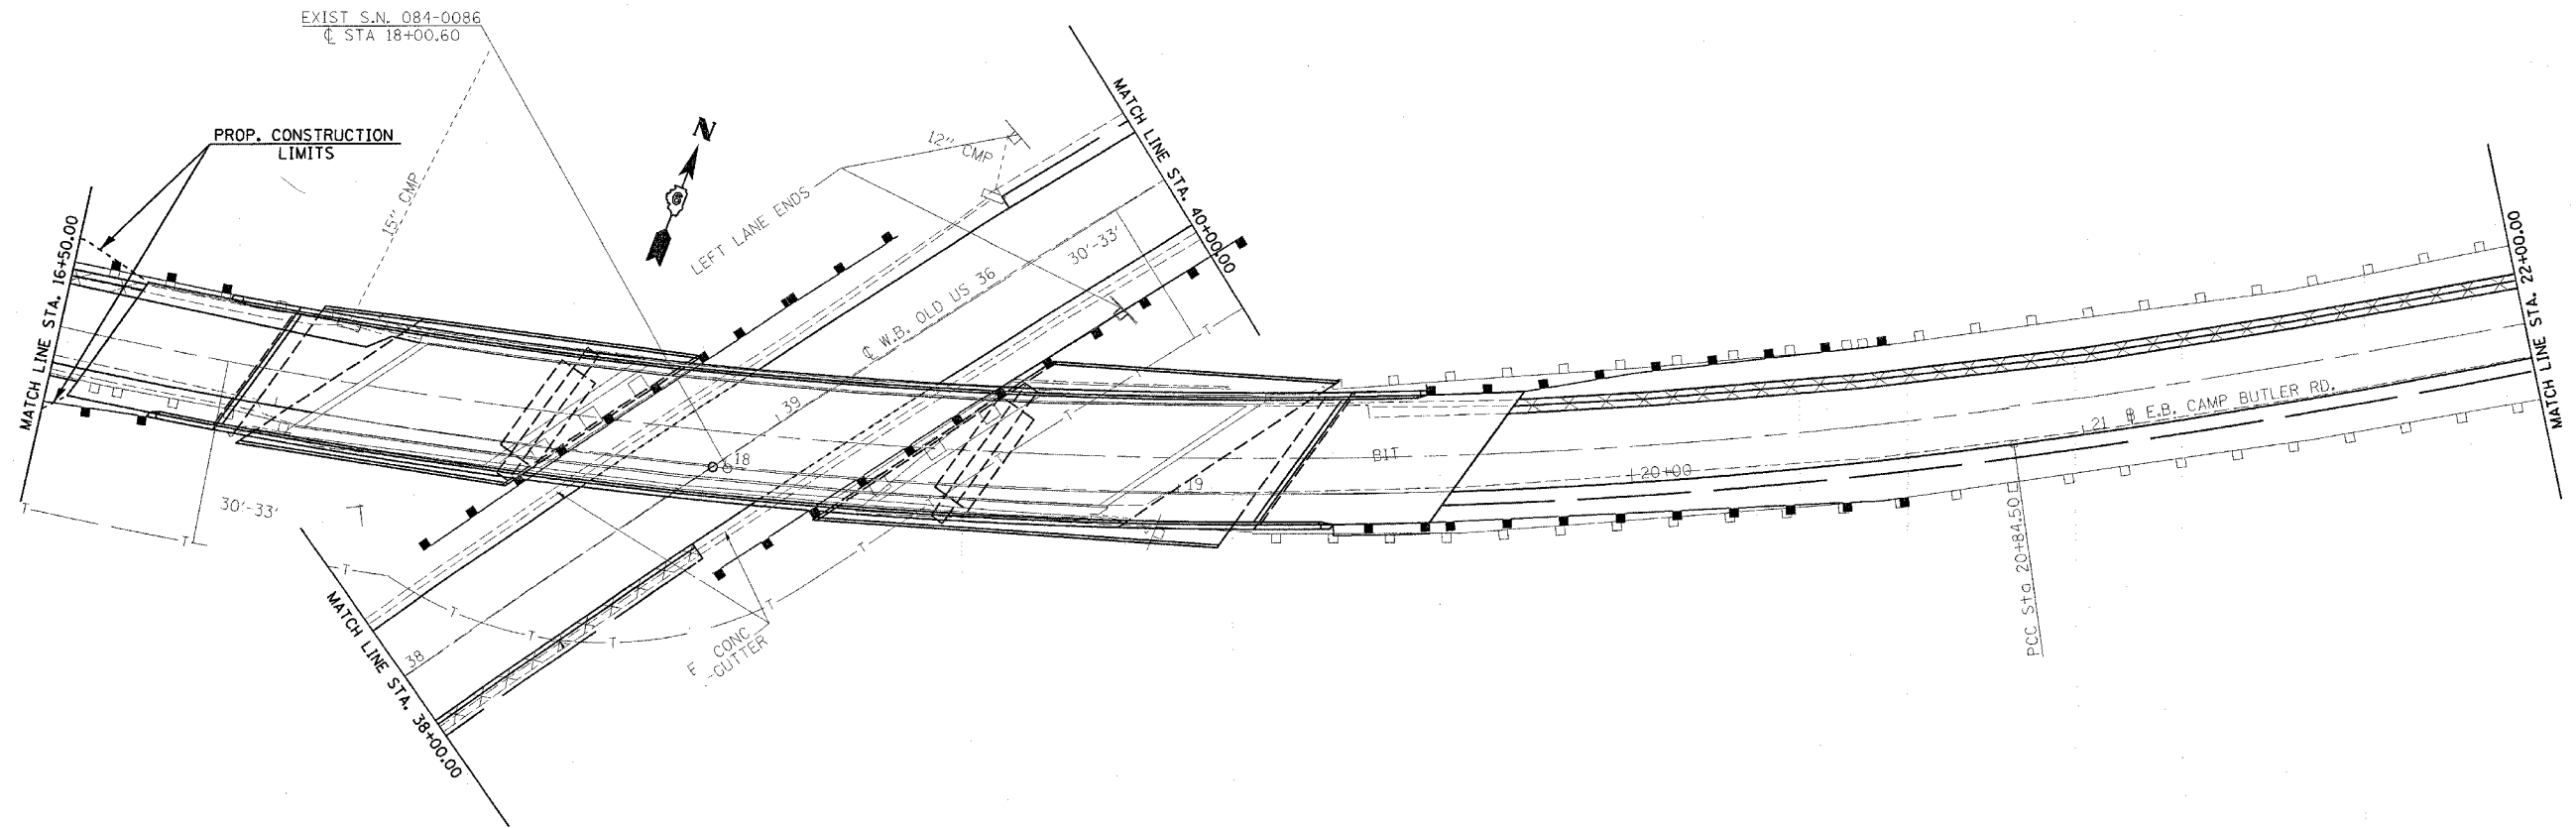 EXIST S.N. 084-0086
℄ STA 18+00.60
PROP. CONSTRUCTION
LIMITS
15" CMP
N
12" CMP
LEFT LANE ENDS
MATCH LINE STA. 40+00.00
MATCH LINE STA. 16+50.00
30'-33'
℄ W.B. OLD US 36
39
18
30'-33'
19
BIT
20+00
21
E.B. CAMP BUTLER RD.
MATCH LINE STA. 22+00.00
PCC Sta 20+84.50
T
T
T
T
T
T
T
T
T
T
T
T
38
MATCH LINE STA. 38+00.00
CONC
GUTTER